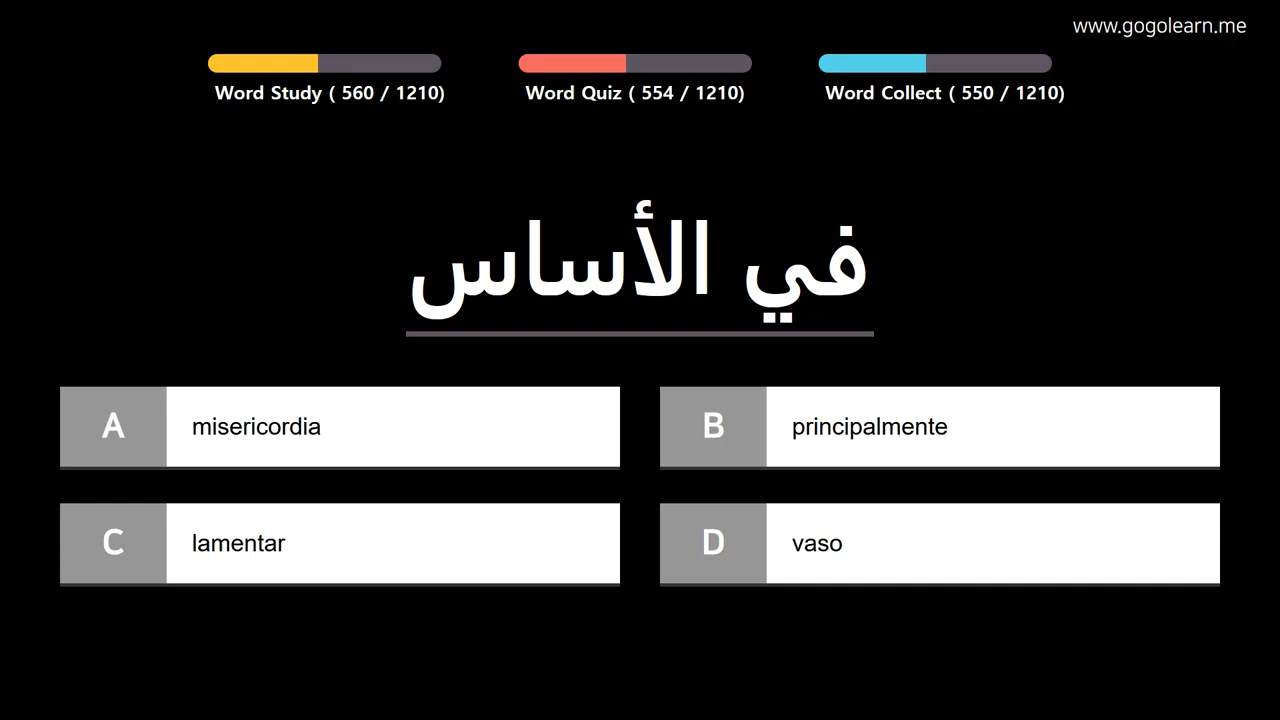 www.gogolearn.me
Word Study ( 560 / 1210)
Word Quiz ( 554 / 1210)
Word Collect ( 550 / 1210)
في الأساس
A misericordia
B principalmente
C lamentar
D vaso